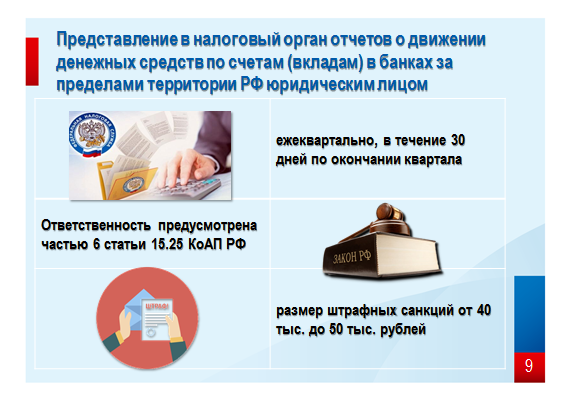 Представление в налоговый орган отчетов о движении
денежных средств по счетам (вкладам) в банках за
пределами территории РФ юридическим лицом
ежеквартально, в течение 30
дней по окончании квартала
Ответственность предусмотрена
частью 6 статьи 15.25 КоАП РФ
ЗАКОН РФ
ШТРАФ!
размер штрафных санкций от 40
тыс. до 50 тыс. рублей
9